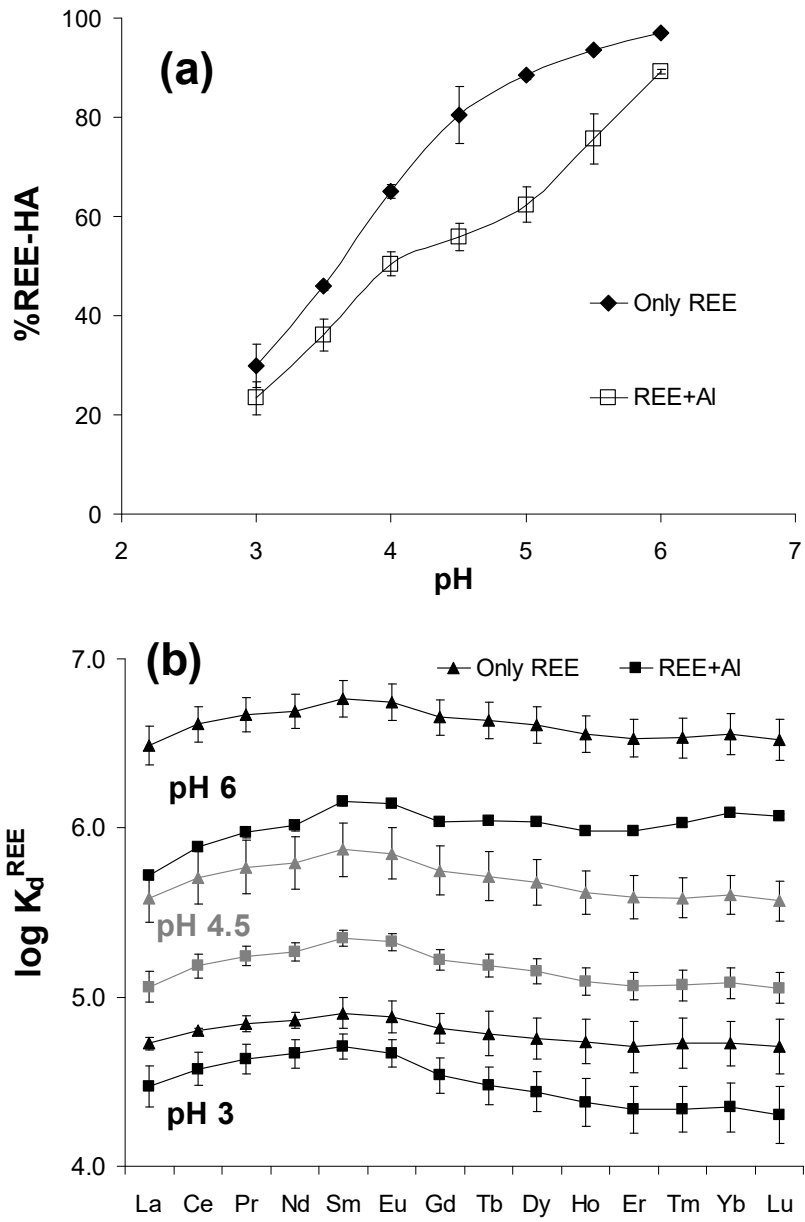 100
(a)
80
%REE-HA
60
Only REE
40
REE+Al
20
0
2 3 4 5 6 7
pH
(b)
Only REE REE+Al
7.0
pH 6
6.0
log K_d^REE
pH 4.5
5.0
pH 3
4.0
La Ce Pr Nd Sm Eu Gd Tb Dy Ho Er Tm Yb Lu